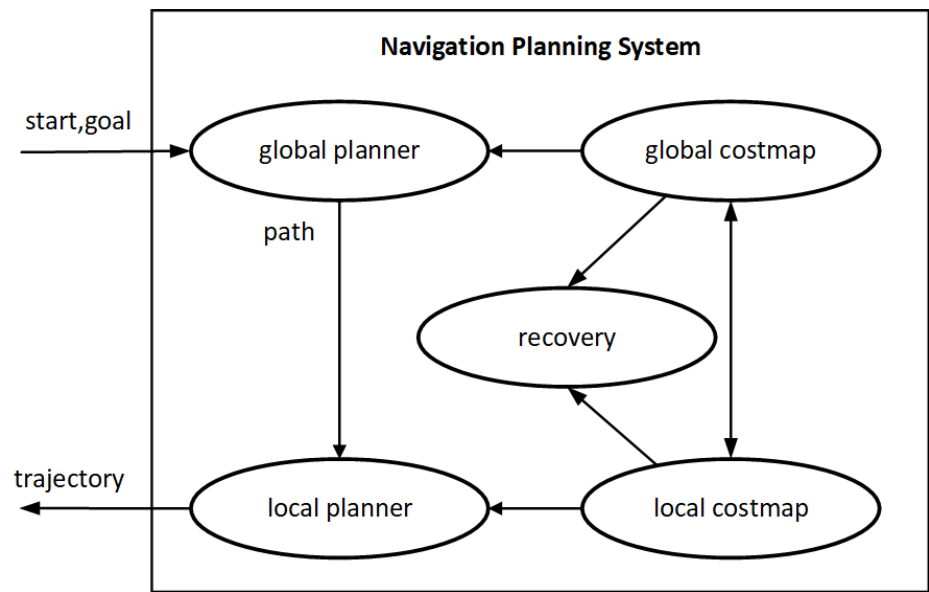 Navigation Planning System
start,goal
global planner
global costmap
path
recovery
trajectory
local planner
local costmap